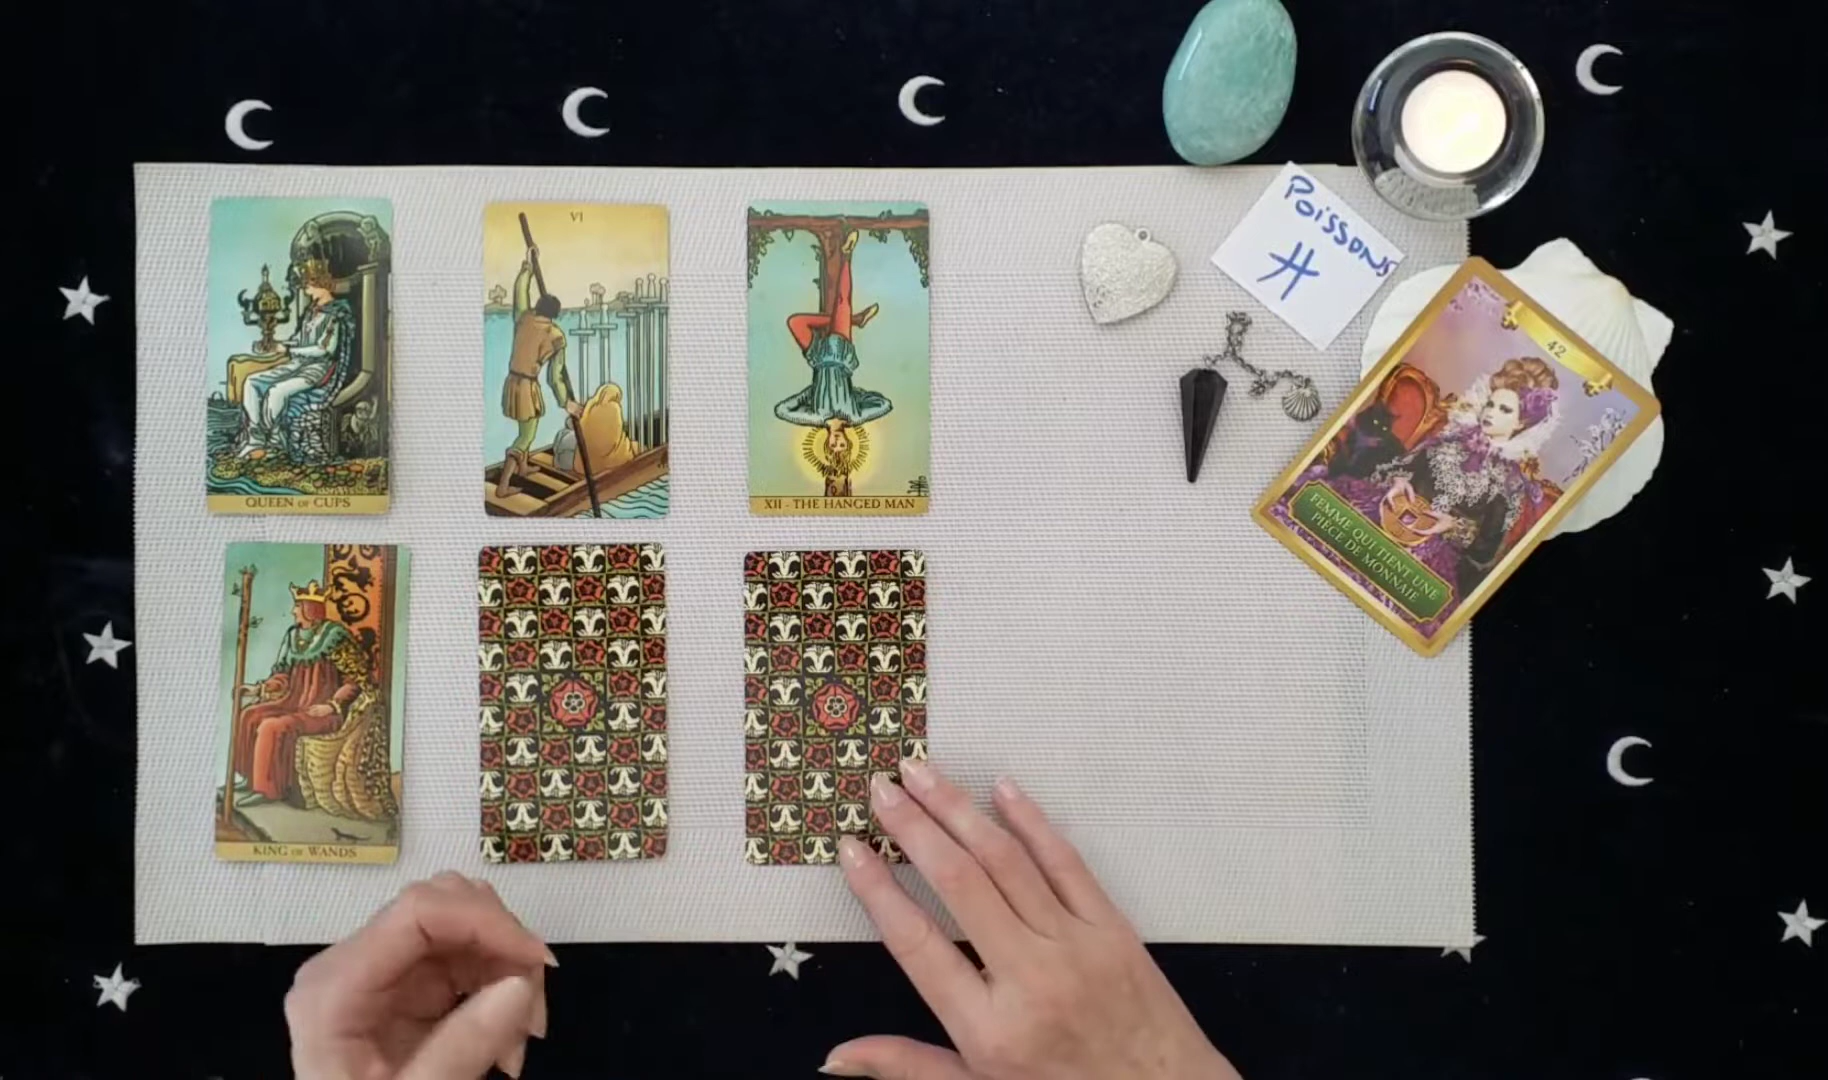 QUEEN OF CUPS
VI
XII - THE HANGED MAN
KING OF WANDS
Poissons
H
42
FEMME QUI TIENT UNE
PIÈCE DE MONNAIE